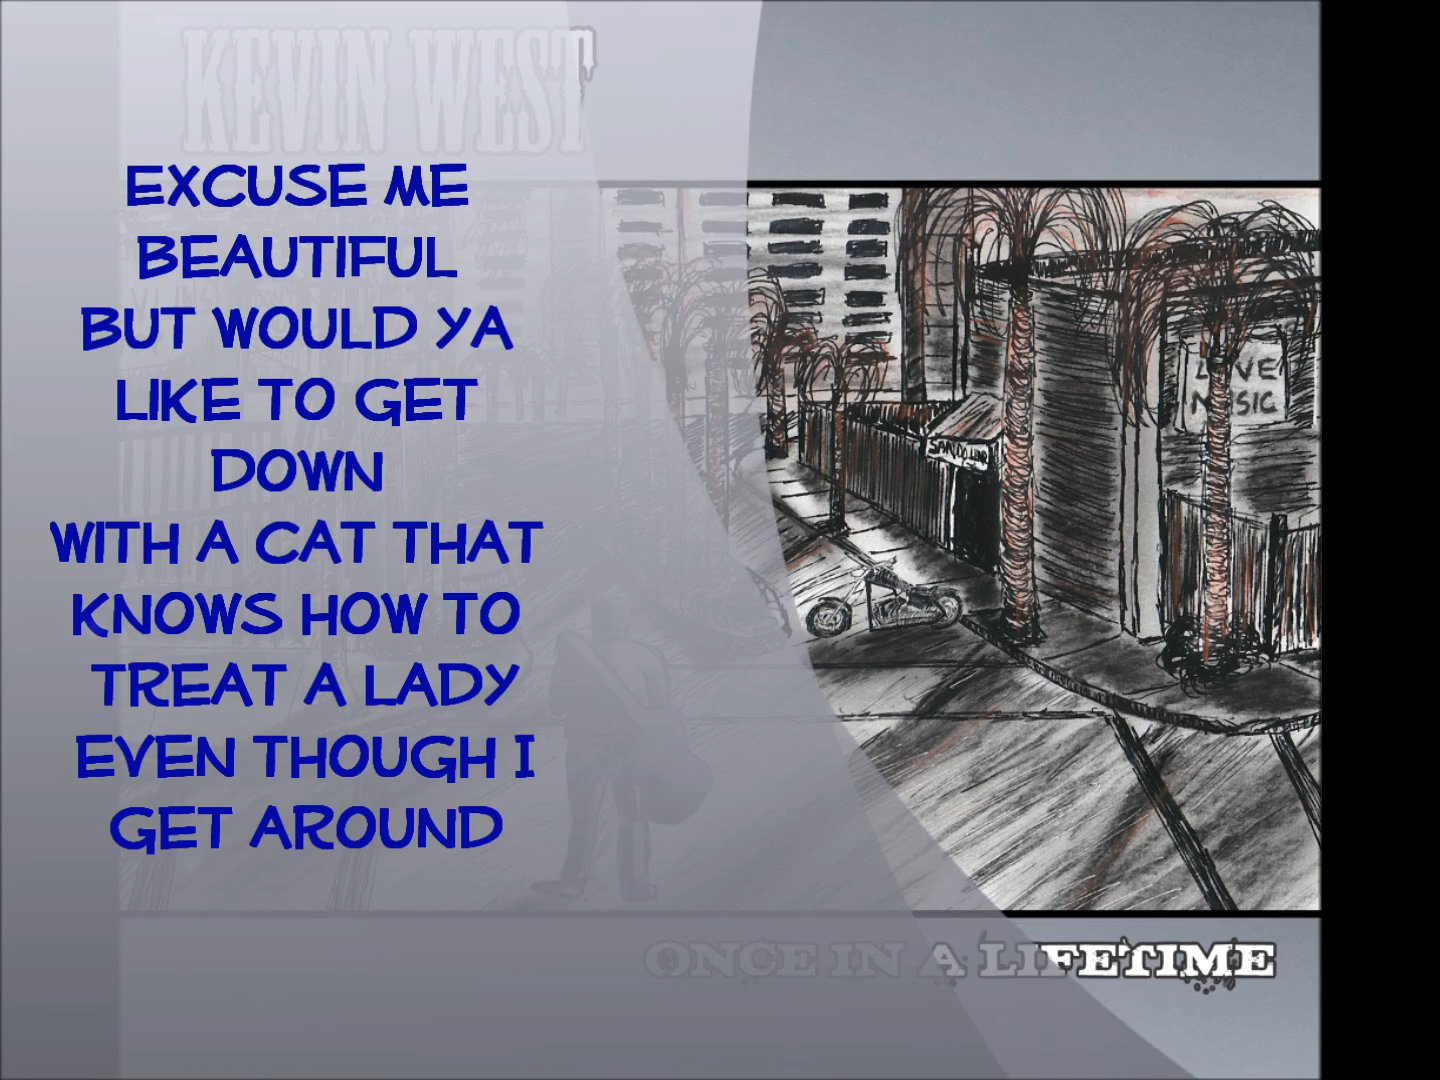 KEVIN WEST
EXCUSE ME
BEAUTIFUL
BUT WOULD YA
LIKE TO GET
DOWN
WITH A CAT THAT
KNOWS HOW TO
TREAT A LADY
EVEN THOUGH I
GET AROUND
LOVE
MUSIC
ONCE IN A LIFETIME